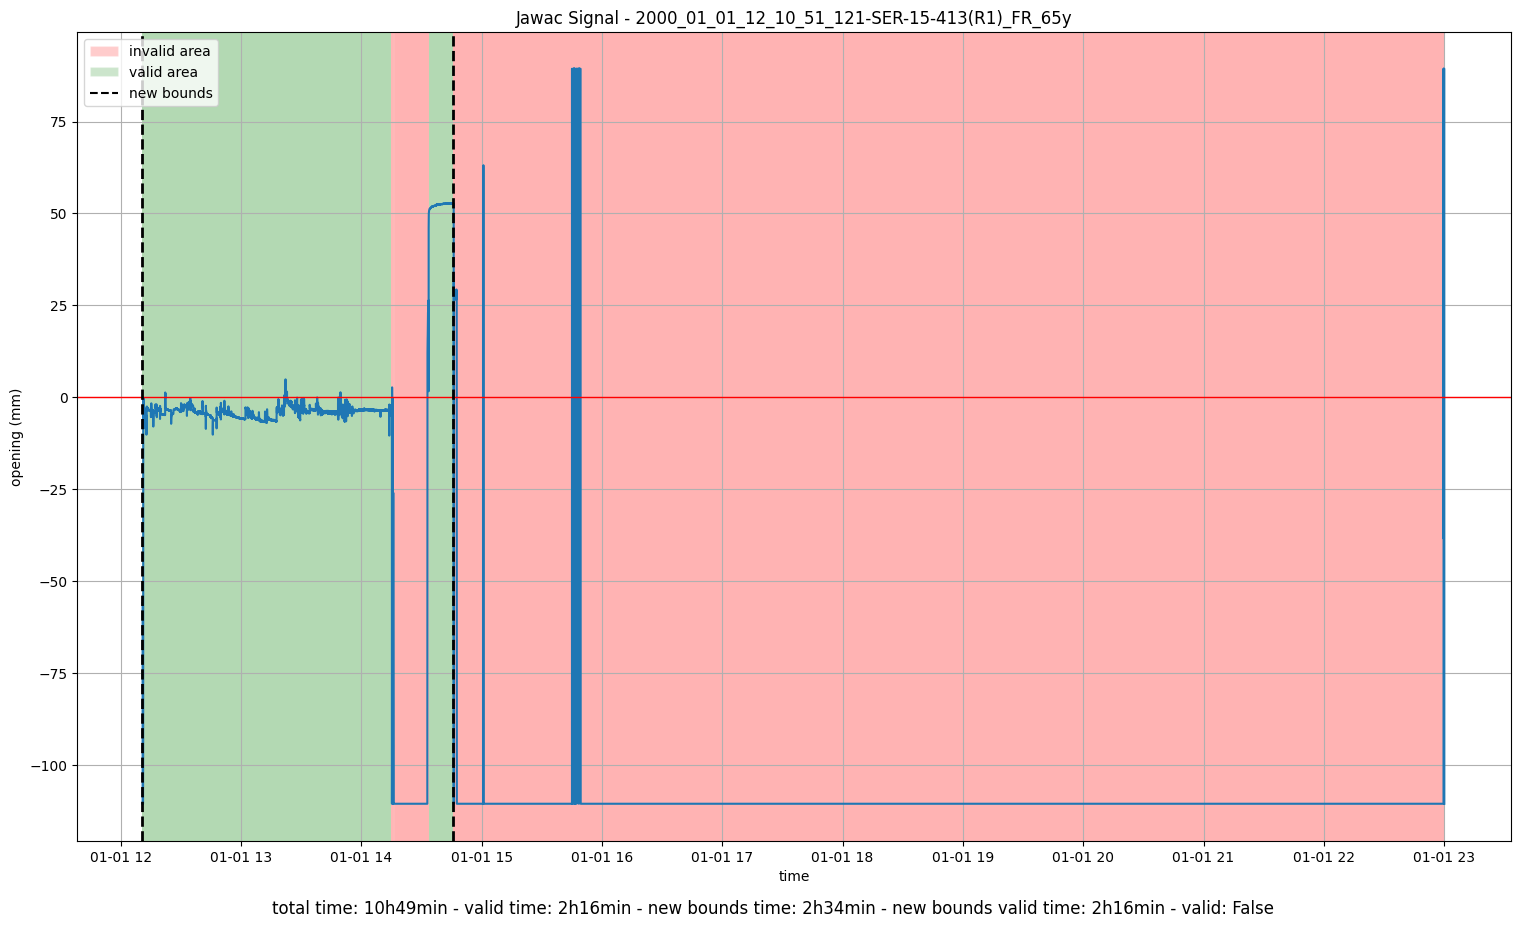 Jawac Signal - 2000_01_01_12_10_51_121-SER-15-413(R1)_FR_65y
invalid area
valid area
new bounds
75
50
25
0
−25
−50
−75
−100
opening (mm)
01-01 12 01-01 13 01-01 14 01-01 15 01-01 16 01-01 17 01-01 18 01-01 19 01-01 20 01-01 21 01-01 22 01-01 23
time
total time: 10h49min - valid time: 2h16min - new bounds time: 2h34min - new bounds valid time: 2h16min - valid: False